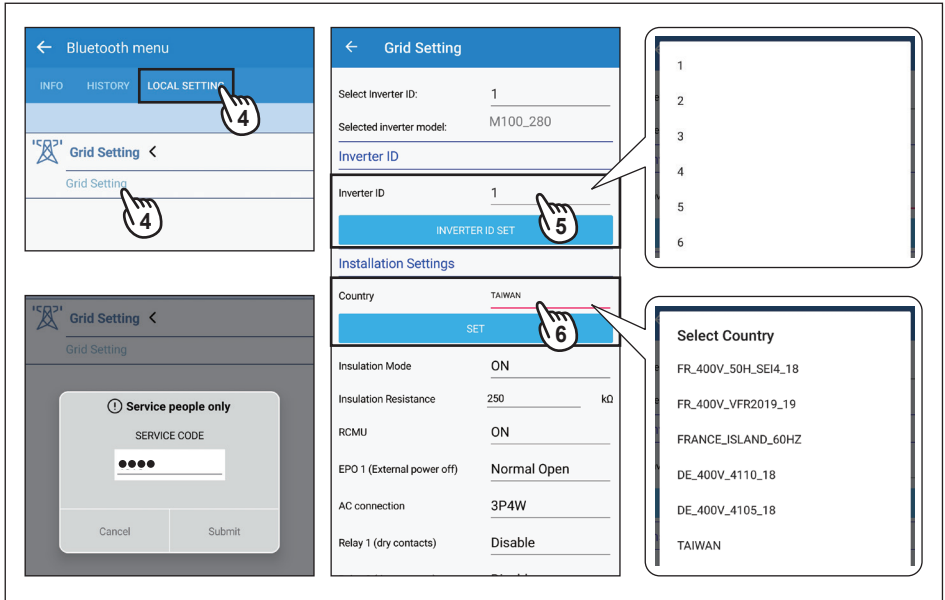 Bluetooth menu
INFO HISTORY LOCAL SETTING
4
Grid Setting
Grid Setting
4
Grid Setting
Grid Setting
Service people only
SERVICE CODE
Cancel Submit
Grid Setting
Select Inverter ID: 1
Selected inverter model: M100_280
Inverter ID
Inverter ID 1
5
INVERTER ID SET
Installation Settings
Country TAIWAN
6
SET
Insulation Mode ON
Insulation Resistance 250 kΩ
RCMU ON
EPO 1 (External power off) Normal Open
AC connection 3P4W
Relay 1 (dry contacts) Disable
1
2
3
4
5
6
Select Country
FR_400V_50H_SEI4_18
FR_400V_VFR2019_19
FRANCE_ISLAND_60HZ
DE_400V_4110_18
DE_400V_4105_18
TAIWAN